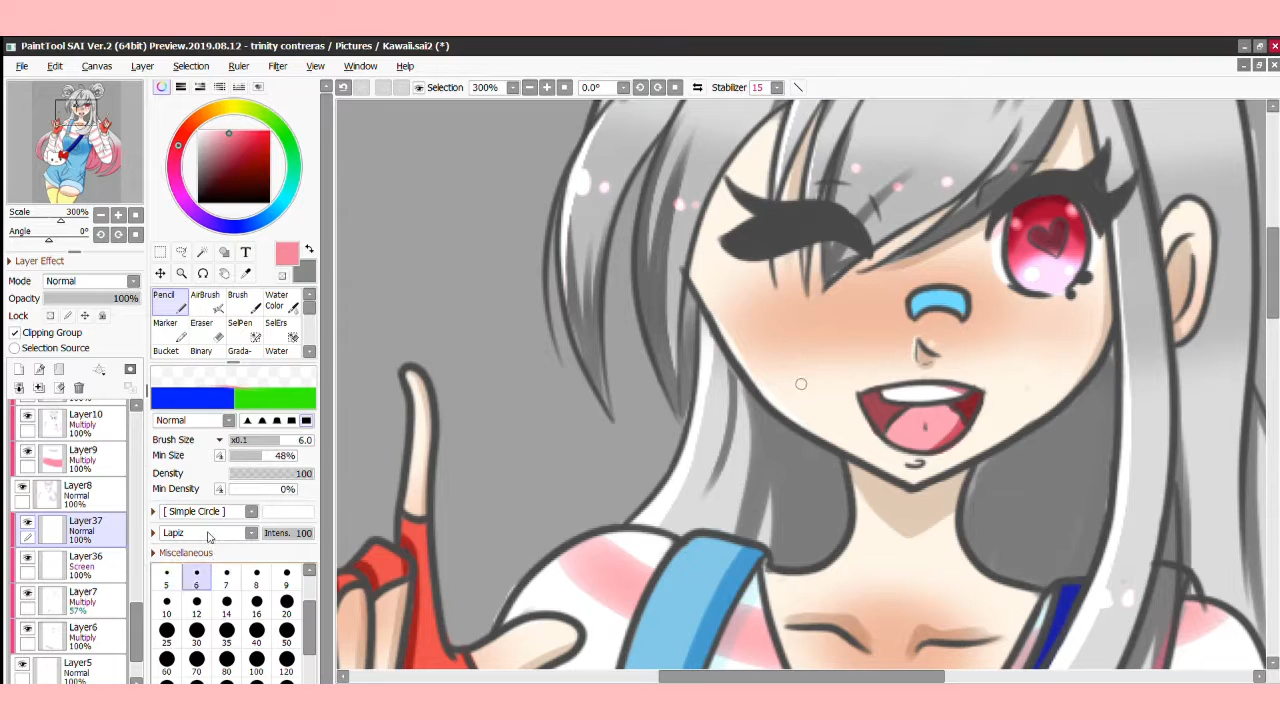 PaintTool SAI Ver.2 (64bit) Preview.2019.08.12 - trinity contreras / Pictures / Kawaii.sai2 (*)
File Edit Canvas Layer Selection Ruler Filter View Window Help
Selection 300% 0.0° Stabilizer 15
Scale 300%
Angle 0°
Layer Effect
Mode Normal
Opacity 100%
Lock
Clipping Group
Selection Source
Layer10
Multiply
100%
Layer9
Multiply
100%
Layer8
Normal
100%
Layer37
Normal
100%
Layer36
Screen
100%
Layer7
Multiply
57%
Layer6
Multiply
100%
Layer5
Normal
T
Pencil AirBrush Brush Water Color
Marker Eraser SelPen SelErs
Bucket Binary Grada- Water
Normal
Brush Size x0.1 6.0
Min Size 48%
Density 100
Min Density 0%
[ Simple Circle ]
Lapiz Intens. 100
Miscellaneous
5 6 7 8 9
10 12 14 16 20
25 30 35 40 50
60 70 80 100 120